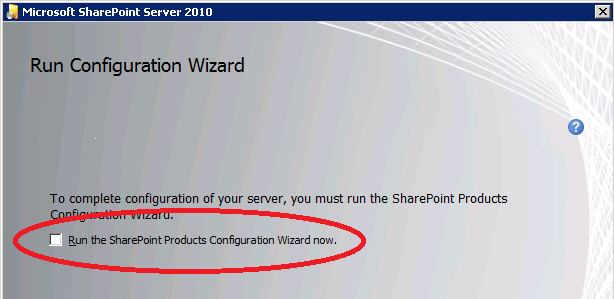 Microsoft SharePoint Server 2010
Run Configuration Wizard
?
To complete configuration of your server, you must run the SharePoint Products
Configuration Wizard.
Run the SharePoint Products Configuration Wizard now.